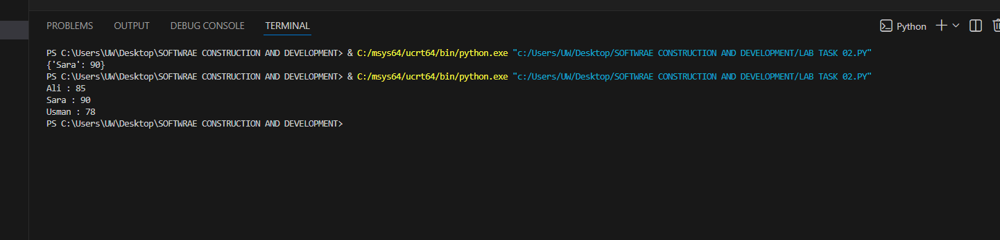 PROBLEMS OUTPUT DEBUG CONSOLE TERMINAL Python
PS C:\Users\UW\Desktop\SOFTWRAE CONSTRUCTION AND DEVELOPMENT> & C:/msys64/ucrt64/bin/python.exe "c:/Users/UW/Desktop/SOFTWRAE CONSTRUCTION AND DEVELOPMENT/LAB TASK 02.PY"
{'Sara': 90}
PS C:\Users\UW\Desktop\SOFTWRAE CONSTRUCTION AND DEVELOPMENT> & C:/msys64/ucrt64/bin/python.exe "c:/Users/UW/Desktop/SOFTWRAE CONSTRUCTION AND DEVELOPMENT/LAB TASK 02.PY"
Ali : 85
Sara : 90
Usman : 78
PS C:\Users\UW\Desktop\SOFTWRAE CONSTRUCTION AND DEVELOPMENT>